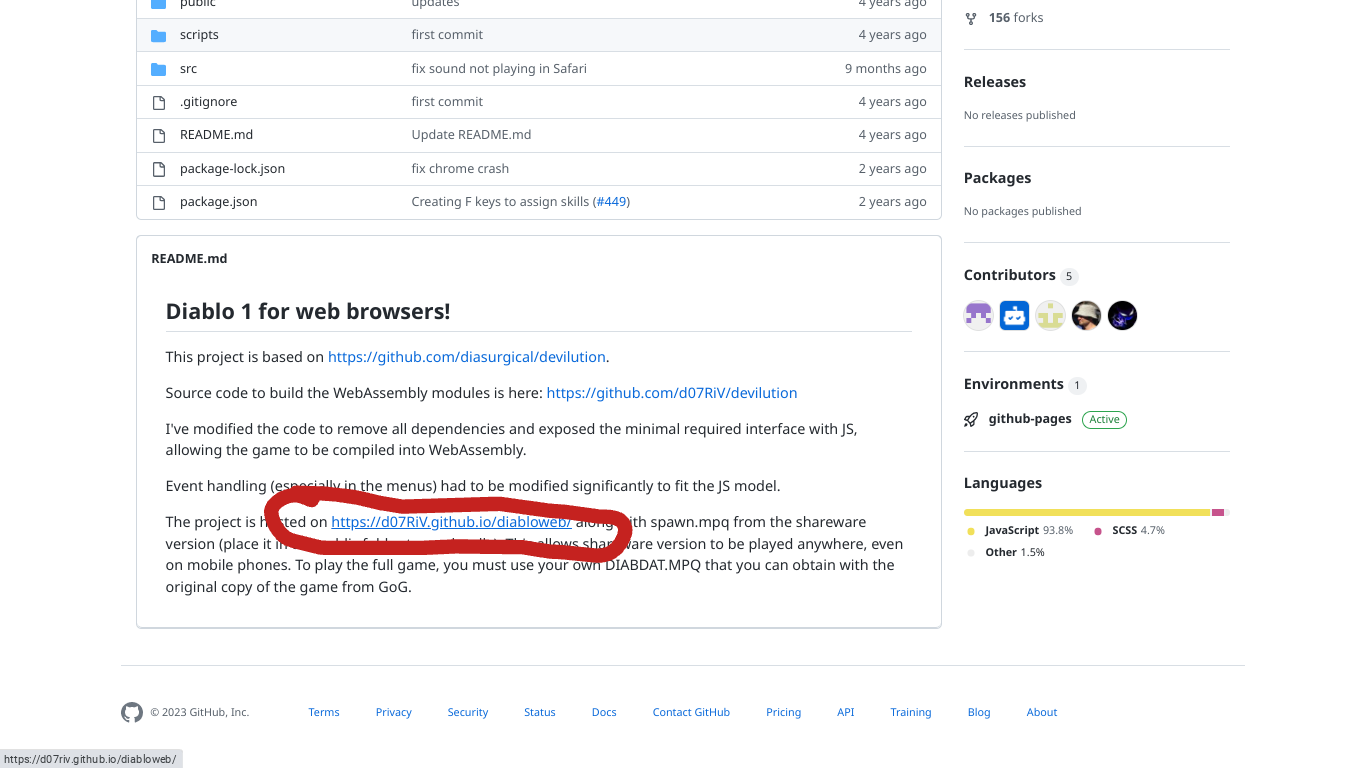 public updates 4 years ago
156 forks
scripts first commit 4 years ago
src fix sound not playing in Safari 9 months ago
.gitignore first commit 4 years ago
README.md Update README.md 4 years ago
package-lock.json fix chrome crash 2 years ago
package.json Creating F keys to assign skills (#449) 2 years ago
README.md
Diablo 1 for web browsers!
This project is based on https://github.com/diasurgical/devilution.
Source code to build the WebAssembly modules is here: https://github.com/d07RiV/devilution
I've modified the code to remove all dependencies and exposed the minimal required interface with JS,
allowing the game to be compiled into WebAssembly.
Event handling (especially in the menus) had to be modified significantly to fit the JS model.
The project is hosted on https://d07RiV.github.io/diabloweb/ along with spawn.mpq from the shareware
version (place it in allows shareware version to be played anywhere, even
on mobile phones. To play the full game, you must use your own DIABDAT.MPQ that you can obtain with the
original copy of the game from GoG.
Releases
No releases published
Packages
No packages published
Contributors 5
Environments 1
github-pages Active
Languages
JavaScript 93.8% SCSS 4.7%
Other 1.5%
© 2023 GitHub, Inc. Terms Privacy Security Status Docs Contact GitHub Pricing API Training Blog About
https://d07riv.github.io/diabloweb/